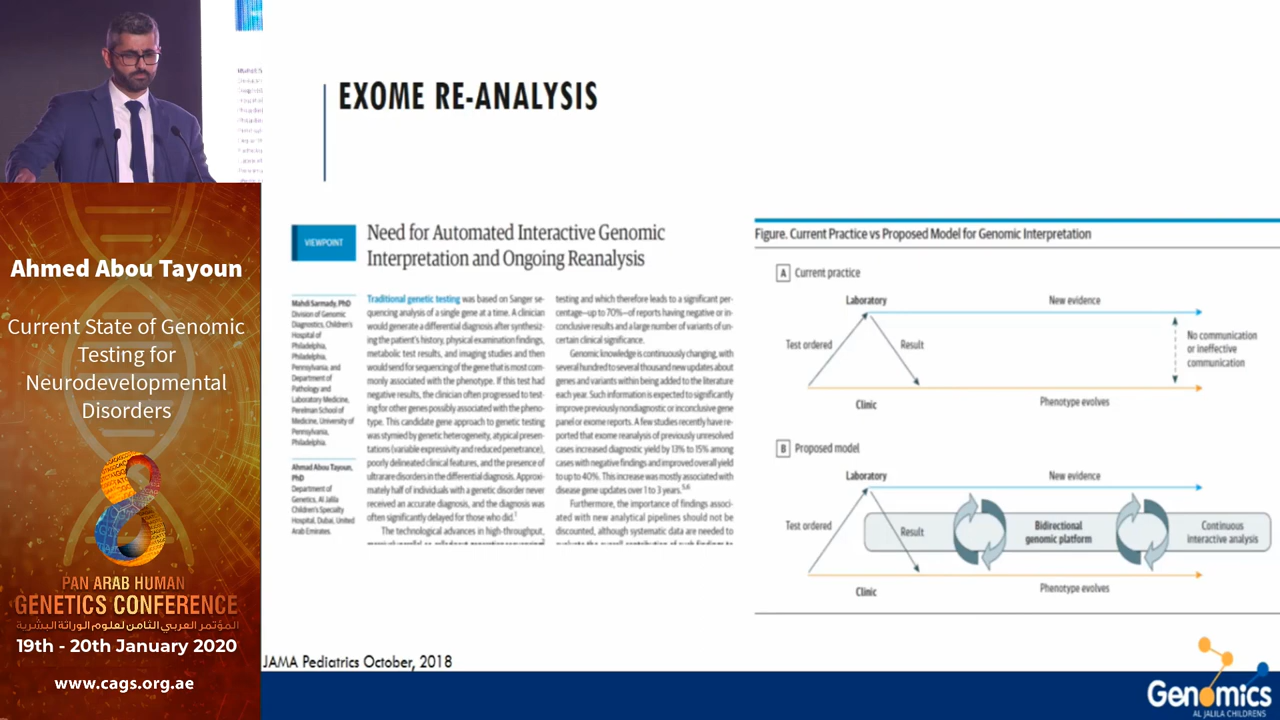 EXOME RE-ANALYSIS
VIEWPOINT
Need for Automated Interactive Genomic
Interpretation and Ongoing Reanalysis
Mahdi Sarmady, PhD
Division of Genomic
Diagnostics, Children's
Hospital of
Philadelphia,
Philadelphia,
Pennsylvania, and
Department of
Pathology and
Laboratory Medicine,
Perelman School of
Medicine, University of
Pennsylvania,
Philadelphia.
Ahmed Abou Tayoun,
PhD
Department of
Genetics, Al Jalila
Children's Specialty
Hospital, Dubai, United
Arab Emirates.
Traditional genetic testing was based on Sanger se-
quencing analysis of a single gene at a time. A clinician
would generate a differential diagnosis after synthesiz-
ing the patient's history, physical examination findings,
metabolic test results, and imaging studies and then
would send for sequencing of the gene that is most com-
monly associated with the phenotype. If this test had
negative results, the clinician often progressed to test-
ing for other genes possibly associated with the pheno-
type. This candidate gene approach to genetic testing
was stymied by genetic heterogeneity, atypical presen-
tations (variable expressivity and reduced penetrance),
poorly delineated clinical features, and the presence of
ultrarare disorders in the differential diagnosis. Approxi-
mately half of individuals with a genetic disorder never
received an accurate diagnosis, and the diagnosis was
often significantly delayed for those who did.1
The technological advances in high-throughput,
testing and which therefore leads to a significant per-
centage—up to 70%—of reports having negative or in-
conclusive results and a large number of variants of un-
certain clinical significance.
Genomic knowledge is continuously changing, with
several hundred to several thousand new updates about
genes and variants within being added to the literature
each year. Such information is expected to significantly
improve previously nondiagnostic or inconclusive gene
panel or exome reports. A few studies recently have re-
ported that exome reanalysis of previously unresolved
cases increased diagnostic yield by 13% to 15% among
cases with negative findings and improved overall yield
to up to 40%. This increase was mostly associated with
disease gene updates over 1 to 3 years.5,6
Furthermore, the importance of findings associ-
ated with new analytical pipelines should not be
discounted, although systematic data are needed to
Figure. Current Practice vs Proposed Model for Genomic Interpretation
A Current practice
Laboratory
New evidence
Test ordered
Result
No communication
or ineffective
communication
Clinic
Phenotype evolves
B Proposed model
Laboratory
New evidence
Test ordered
Result
Bidirectional
genomic platform
Continuous
interactive analysis
Clinic
Phenotype evolves
JAMA Pediatrics October, 2018
Genomics
AL JALILA CHILDRENS
Ahmed Abou Tayoun
Current State of Genomic
Testing for
Neurodevelopmental
Disorders
PAN ARAB HUMAN
GENETICS CONFERENCE
المؤتمر العربي الثامن لعلوم الوراثة البشرية
19th - 20th January 2020
www.cags.org.ae